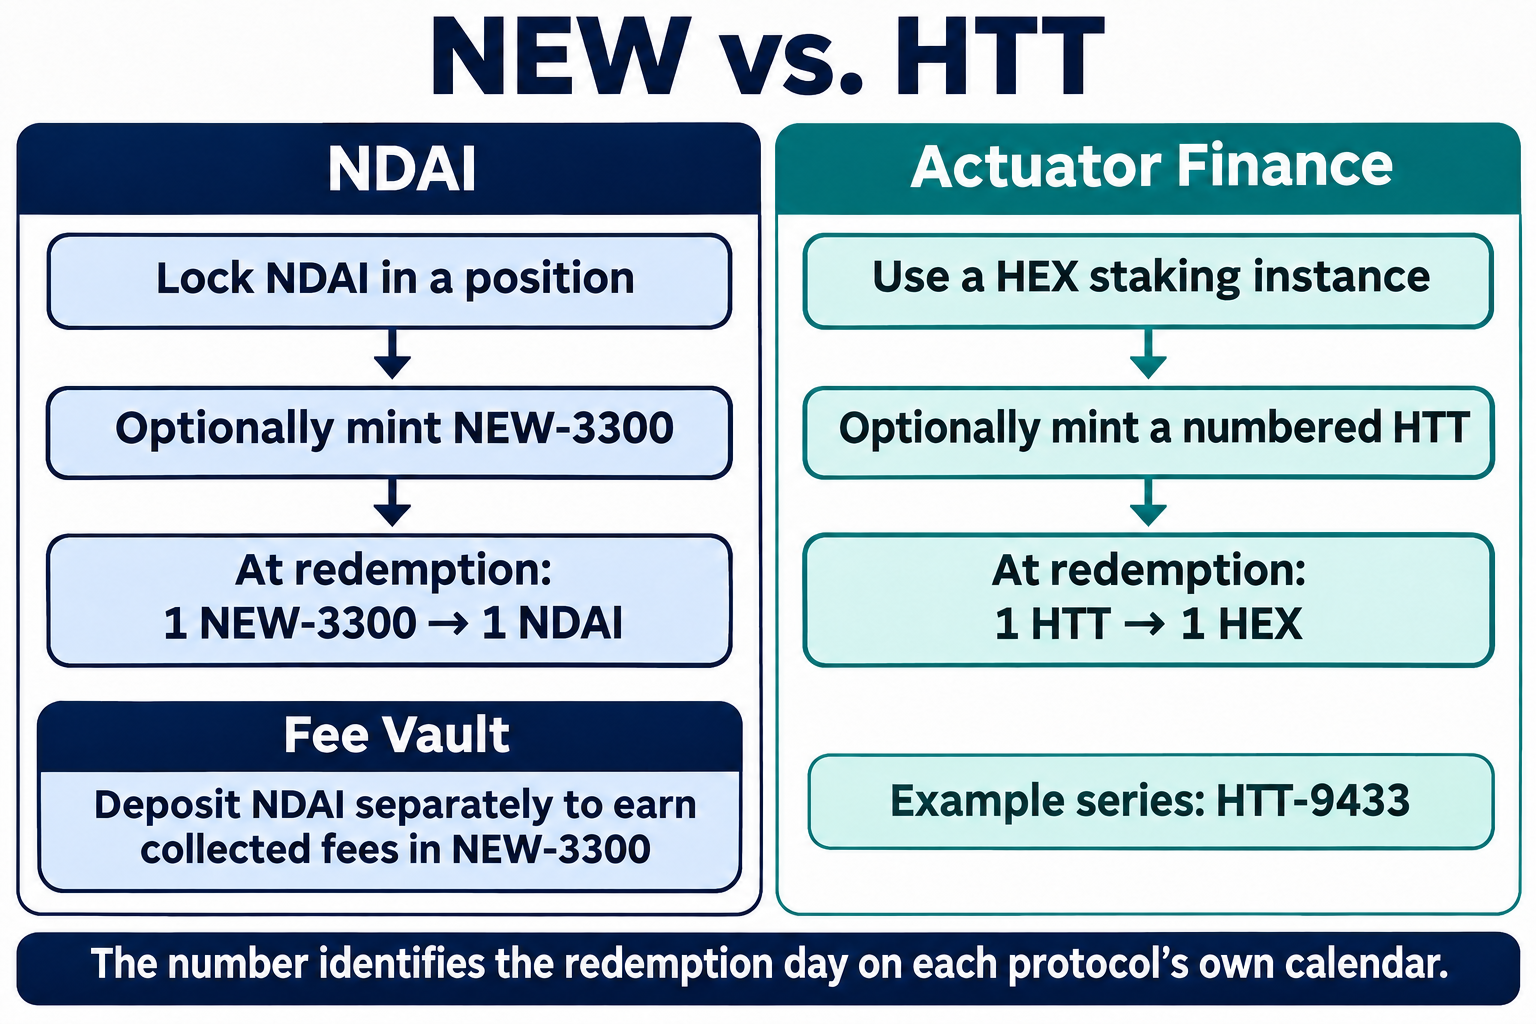 NEW vs. HTT
NDAI
Lock NDAI in a position
Optionally mint NEW-3300
At redemption:
1 NEW-3300 → 1 NDAI
Fee Vault
Deposit NDAI separately to earn
collected fees in NEW-3300
Actuator Finance
Use a HEX staking instance
Optionally mint a numbered HTT
At redemption:
1 HTT → 1 HEX
Example series: HTT-9433
The number identifies the redemption day on each protocol’s own calendar.